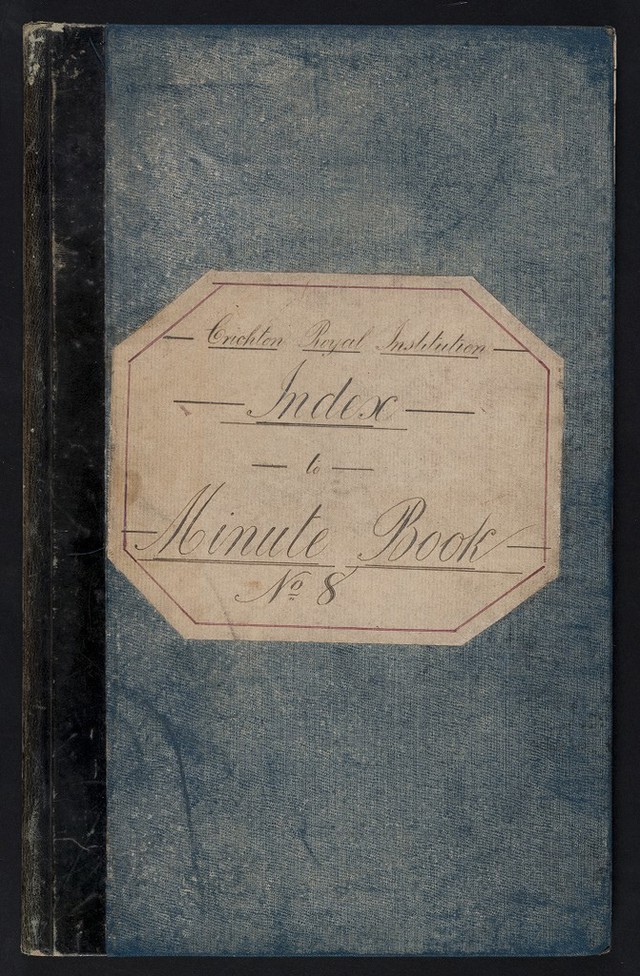 — Crichton Royal Institution —
— Index —
— to —
— Minute Book —
No 8